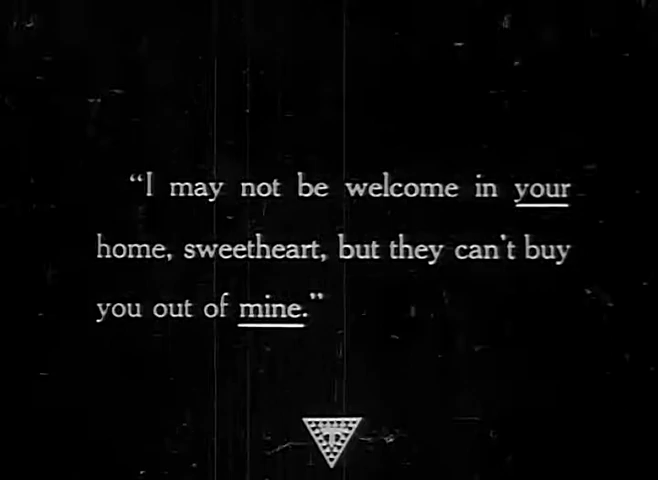 “I may not be welcome in your
home, sweetheart, but they can't buy
you out of mine.”